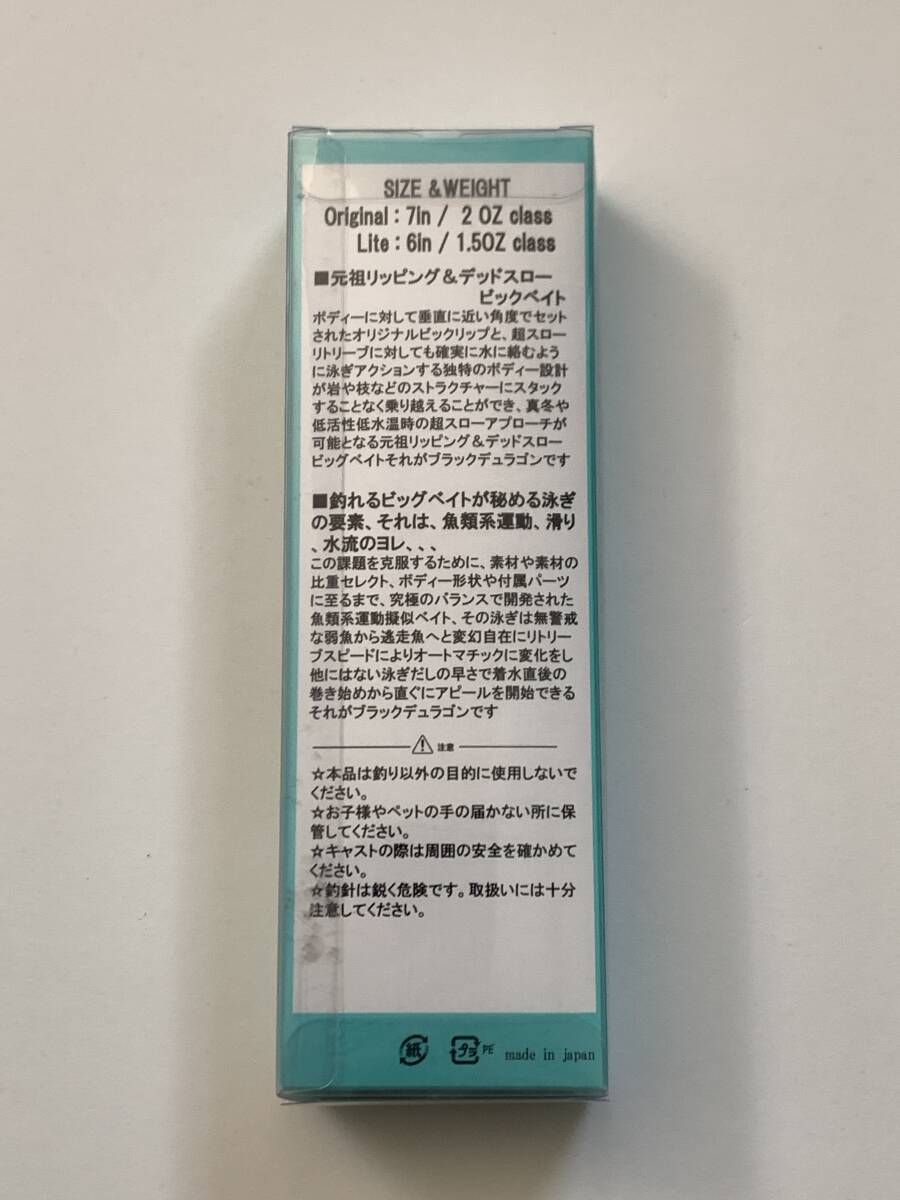 SIZE &WEIGHT
Original : 7in / 2 OZ class
Lite : 6in / 1.5OZ class
■元祖リッピング＆デッドスロー
ビックベイト
ボディーに対して垂直に近い角度でセット
されたオリジナルビックリップと、超スロー
リトリーブに対しても確実に水に絡むよう
に泳ぎアクションする独特のボディー設計
が岩や枝などのストラクチャーにスタック
することなく乗り越えることができ、真冬や
低活性低水温時の超スローアプローチが
可能となる元祖リッピング＆デッドスロー
ビッグベイトそれがブラックデュラゴンです
■釣れるビッグベイトが秘める泳ぎ
の要素、それは、魚類系運動、滑り
、水流のヨレ、、、
この課題を克服するために、素材や素材の
比重セレクト、ボディー形状や付属パーツ
に至るまで、究極のバランスで開発された
魚類系運動擬似ベイト、その泳ぎは無警戒
な弱魚から逃走魚へと変幻自在にリトリー
ブスピードによりオートマチックに変化をし
他にはない泳ぎだしの早さで着水直後の
巻き始めから直ぐにアピールを開始できる
それがブラックデュラゴンです
注意
☆本品は釣り以外の目的に使用しないで
ください。
☆お子様やペットの手の届かない所に保
管してください。
☆キャストの際は周囲の安全を確かめて
ください。
☆釣針は鋭く危険です。取扱いには十分
注意してください。
紙 プラ PE made in japan